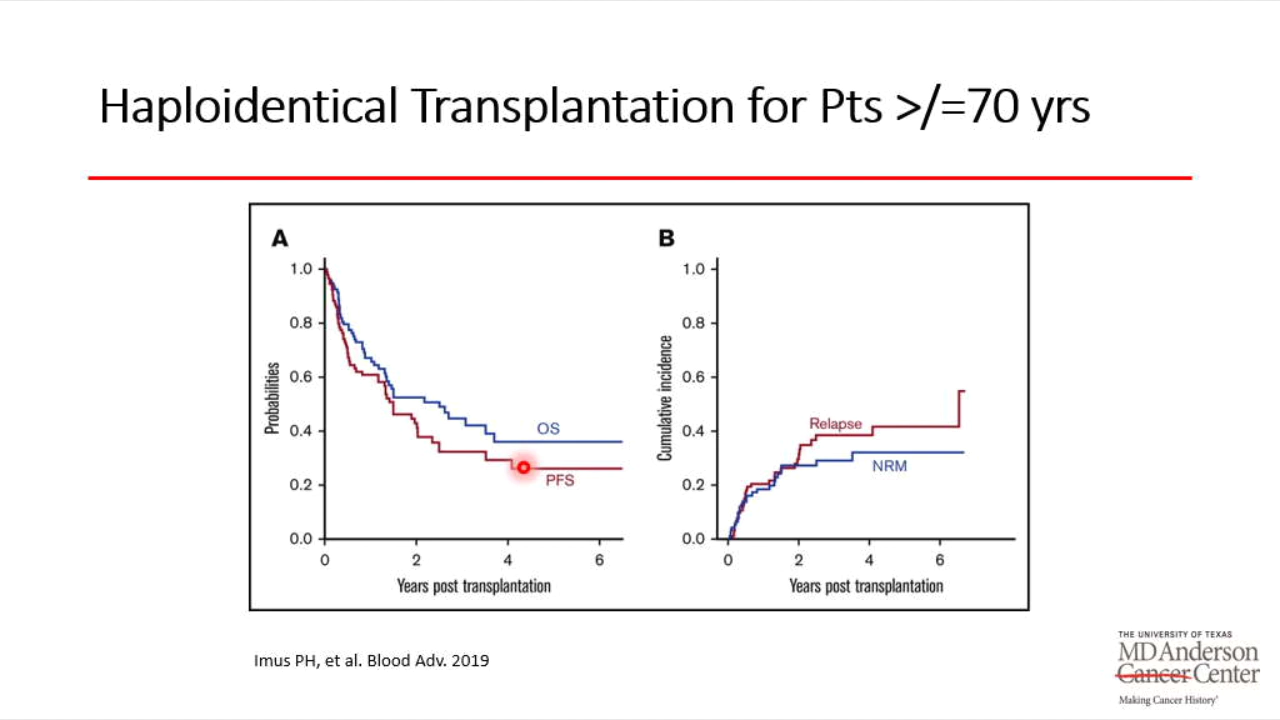 Haploidentical Transplantation for Pts >/=70 yrs
A
1.0
0.8
0.6
0.4
0.2
0.0
Probabilities
OS
PFS
0 2 4 6
Years post transplantation
B
1.0
0.8
0.6
0.4
0.2
0.0
Cumulative incidence
Relapse
NRM
0 2 4 6
Years post transplantation
Imus PH, et al. Blood Adv. 2019
THE UNIVERSITY OF TEXAS
MD Anderson
Cancer Center
Making Cancer History®